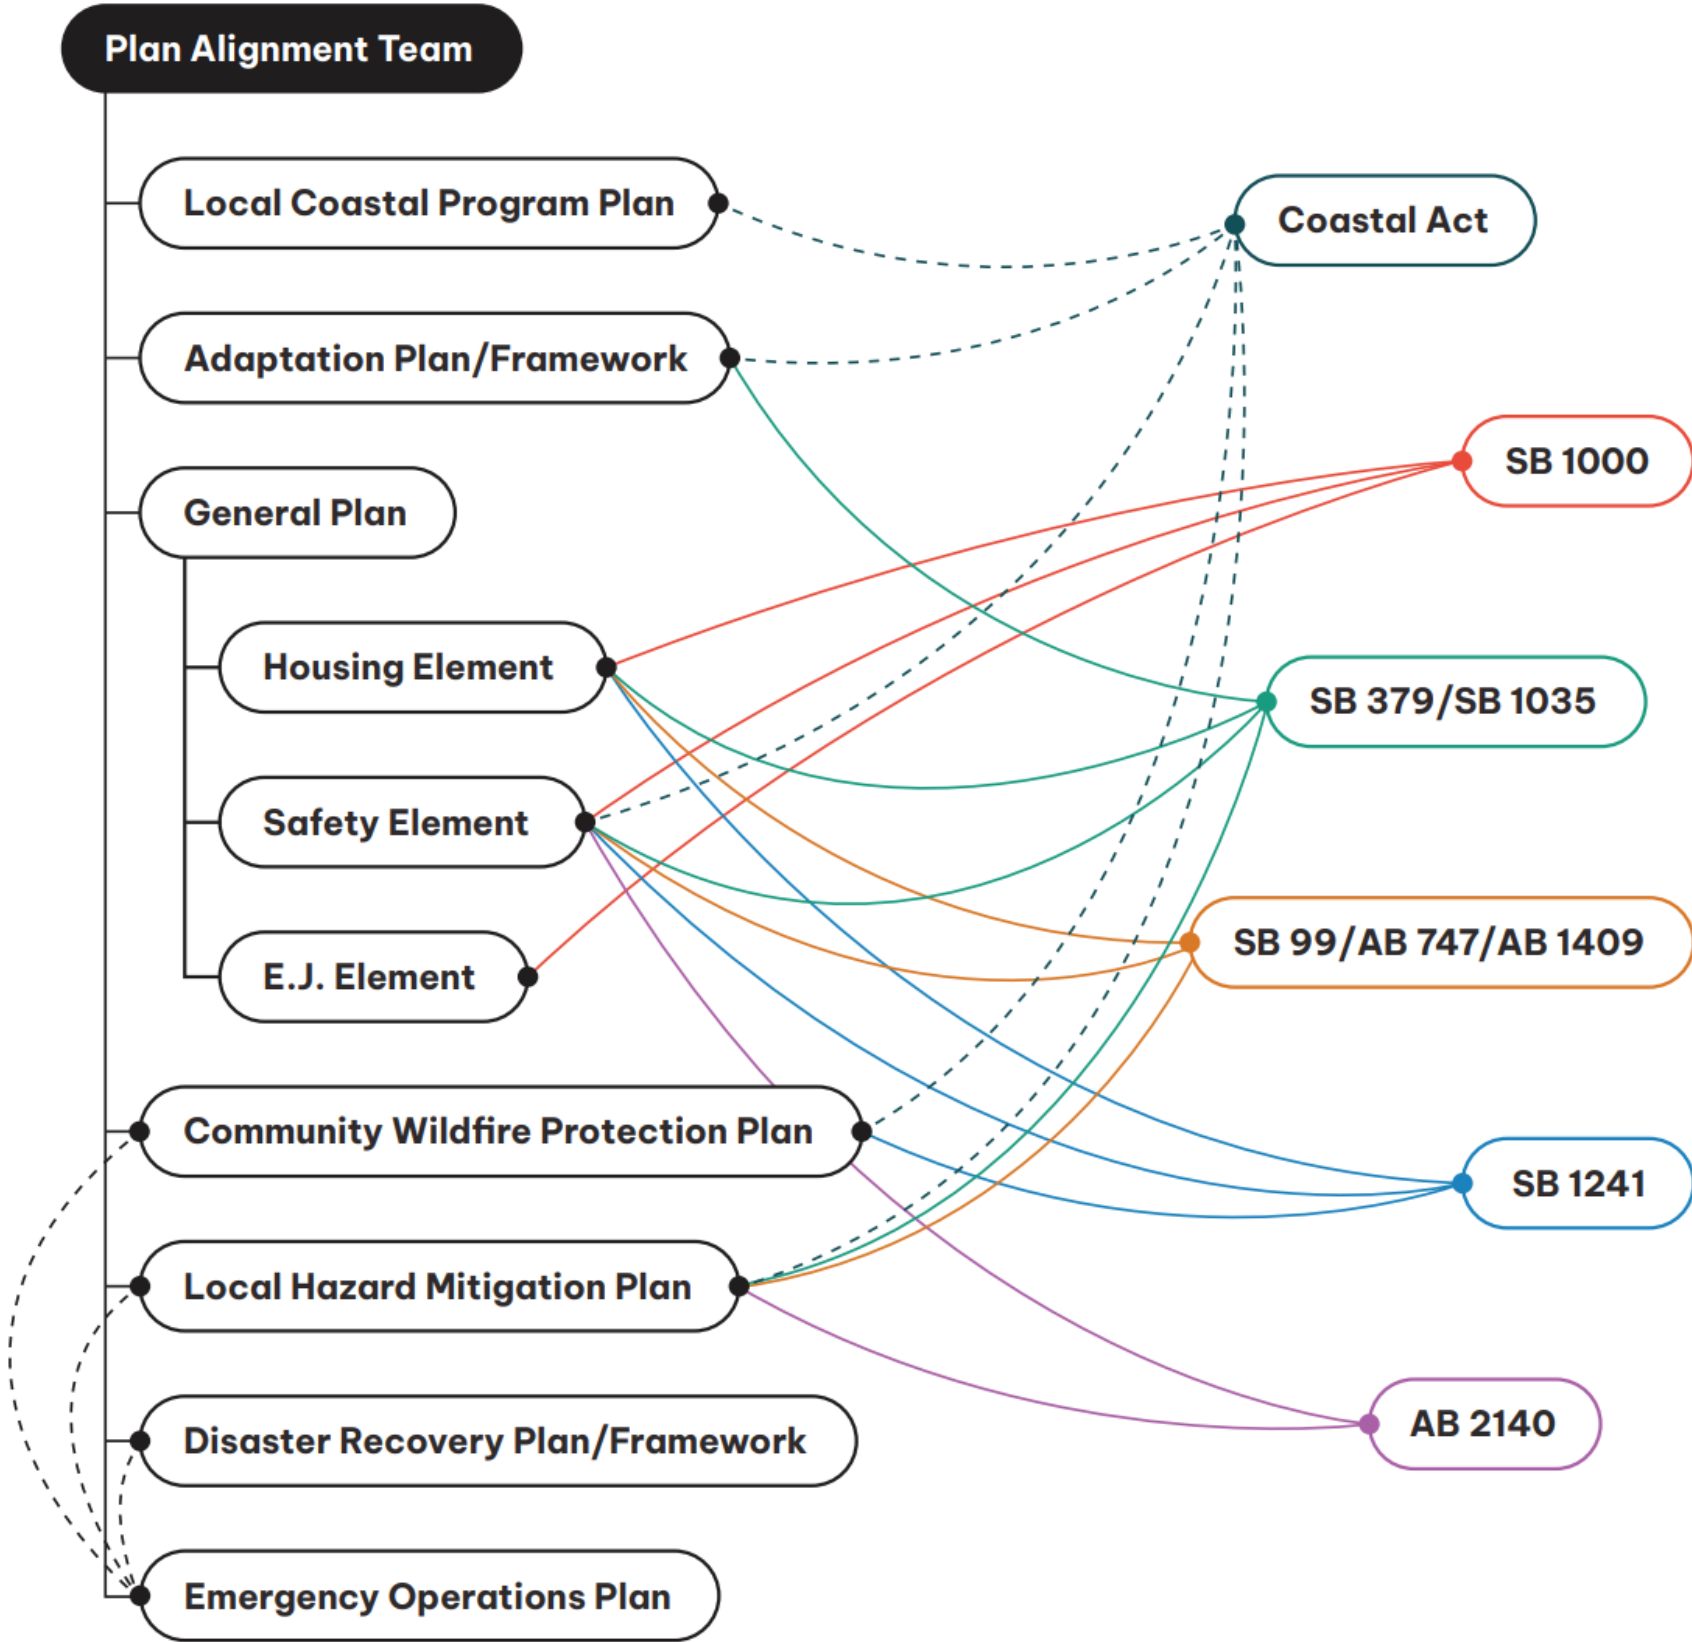 Plan Alignment Team
Local Coastal Program Plan
Coastal Act
Adaptation Plan/Framework
SB 1000
General Plan
Housing Element
SB 379/SB 1035
Safety Element
SB 99/AB 747/AB 1409
E.J. Element
Community Wildfire Protection Plan
SB 1241
Local Hazard Mitigation Plan
AB 2140
Disaster Recovery Plan/Framework
Emergency Operations Plan